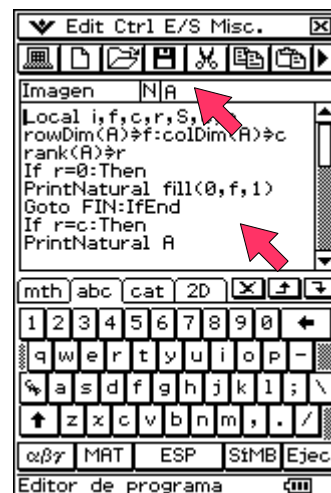 Edit Ctrl E/S Misc.
Imagen N A
Local i,f,c,r,S,
rowDim(A)⇒f:colDim(A)⇒c
rank(A)⇒r
If r=0:Then
PrintNatural fill(0,f,1)
Goto FIN:IfEnd
If r=c:Then
PrintNatural A
mth abc cat 2D
1 2 3 4 5 6 7 8 9 0
q w e r t y u i o p -
a s d f g h j k l ; \
z x c v b n m , . /
αβγ MAT ESP SíMB Ejec
Editor de programa